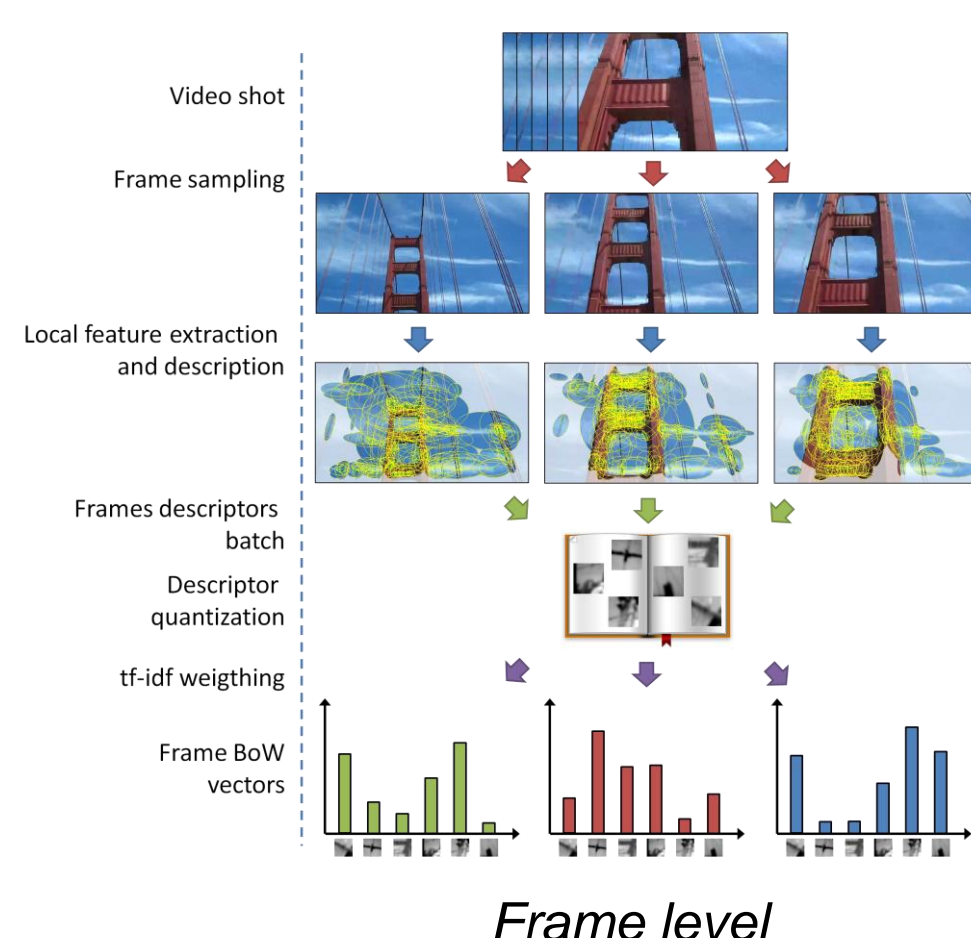 Video shot
Frame sampling
Local feature extraction
and description
Frames descriptors
batch
Descriptor
quantization
tf-idf weigthing
Frame BoW
vectors
Frame level